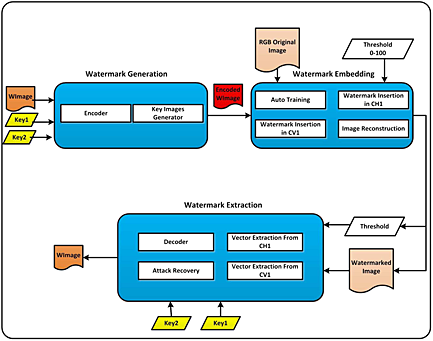 RGB Original
Image
Threshold
0-100
Watermark Generation
Encoded
WImage
Watermark Embedding
WImage
Key1
Key2
Encoder
Key Images
Generator
Auto Training
Watermark Insertion
in CH1
Watermark Insertion
in CV1
Image Reconstruction
Watermark Extraction
Threshold
WImage
Decoder
Vector Extraction From
CH1
Attack Recovery
Vector Extraction From
CV1
Watermarked
Image
Key2
Key1